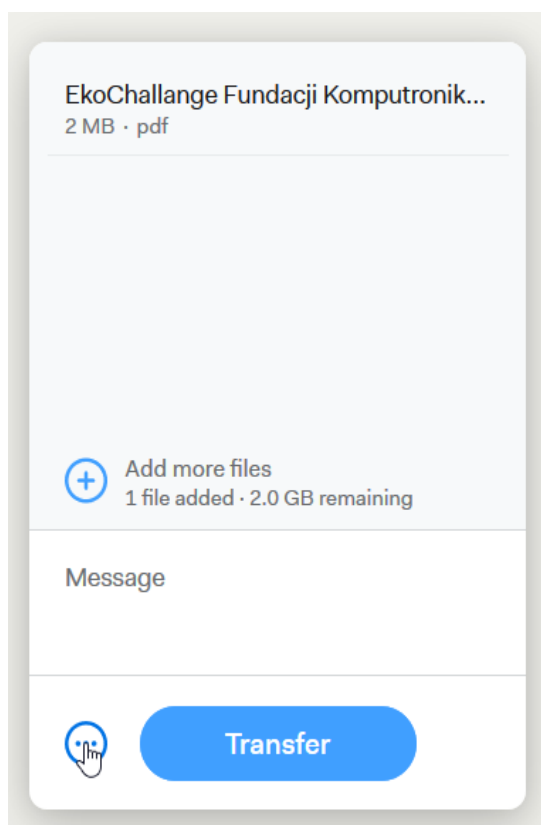 EkoChallange Fundacji Komputronik...
2 MB · pdf
Add more files
1 file added · 2.0 GB remaining
Message
Transfer